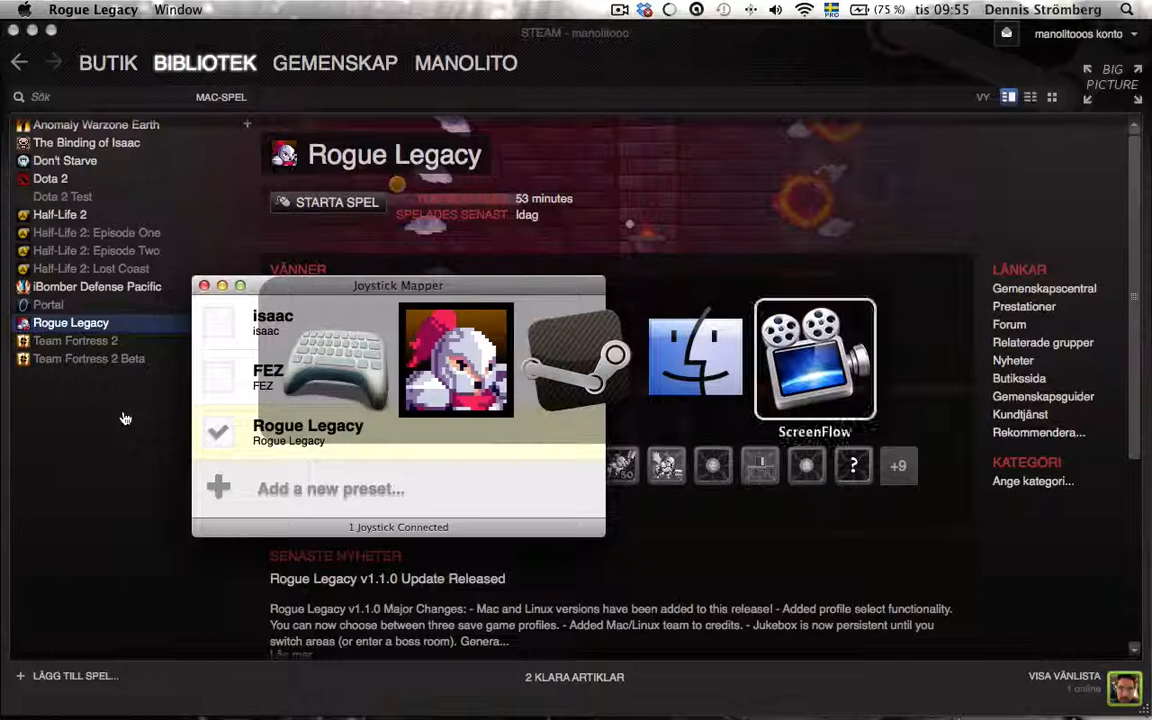 Rogue Legacy Window
(75 %) tis 09:55 Dennis Strömberg
STEAM - manolitooo
manolitooos konto
BUTIK BIBLIOTEK GEMENSKAP MANOLITO
BIG PICTURE
Sök
MAC-SPEL
VY
Anomaly Warzone Earth
The Binding of Isaac
Don't Starve
Dota 2
Dota 2 Test
Half-Life 2
Half-Life 2: Episode One
Half-Life 2: Episode Two
Half-Life 2: Lost Coast
iBomber Defense Pacific
Portal
Rogue Legacy
Team Fortress 2
Team Fortress 2 Beta
Rogue Legacy
STARTA SPEL
53 minutes
SPELADES SENAST Idag
VÄNNER
Joystick Mapper
isaac
isaac
FEZ
FEZ
Rogue Legacy
Rogue Legacy
Add a new preset...
1 Joystick Connected
ScreenFlow
?
+9
LÄNKAR
Gemenskapscentral
Prestationer
Forum
Relaterade grupper
Nyheter
Butikssida
Gemenskapsguider
Kundtjänst
Rekommendera...
KATEGORI
Ange kategori...
SENASTE NYHETER
Rogue Legacy v1.1.0 Update Released
Rogue Legacy v1.1.0 Major Changes: - Mac and Linux versions have been added to this release! - Added profile select functionality.
You can now choose between three save game profiles. - Added Mac/Linux team to credits. - Jukebox is now persistent until you
switch areas (or enter a boss room). Genera...
Läs mer
LÄGG TILL SPEL...
2 KLARA ARTIKLAR
VISA VÄNLISTA
1 online